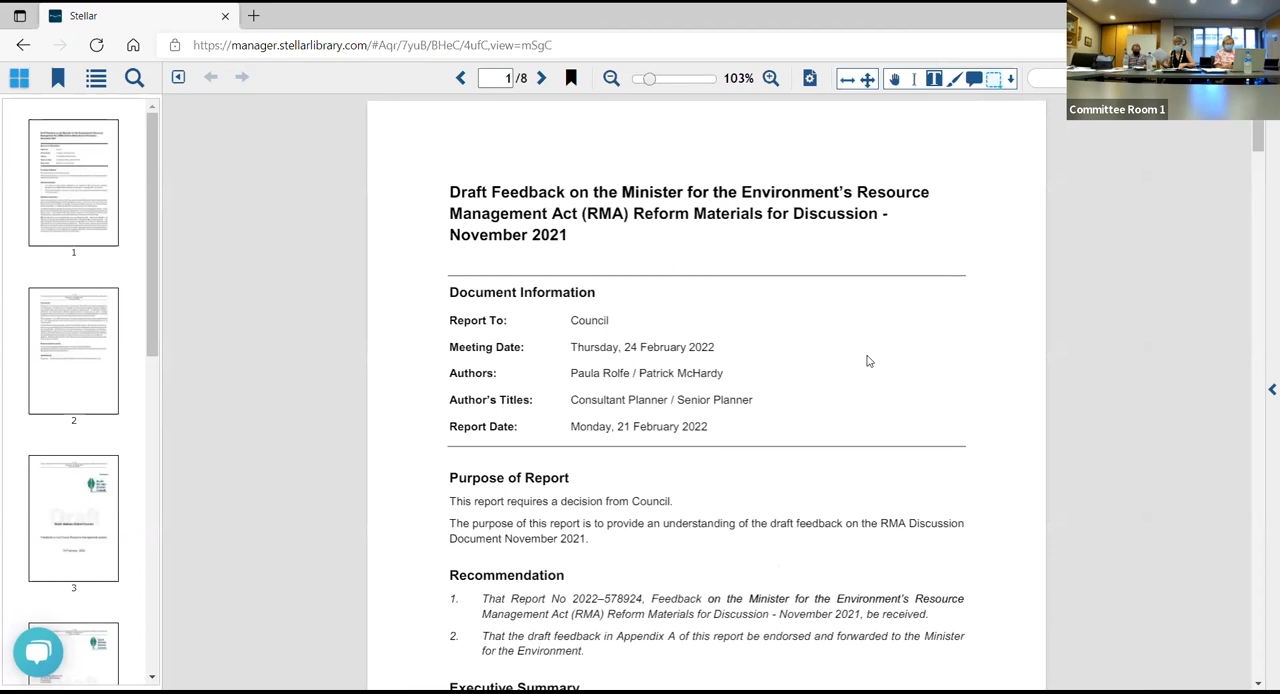 Stellar
https://manager.stellarlibrary.com/#Aqr/7yuB/BHeC/4ufC,view=mSgC
1 /8
103%
Committee Room 1
Draft Feedback on the Minister for the Environment's Resource
Management Act (RMA) Reform Materials for Discussion -
November 2021
Document Information
Report To: Council
Meeting Date: Thursday, 24 February 2022
Authors: Paula Rolfe / Patrick McHardy
Author's Titles: Consultant Planner / Senior Planner
Report Date: Monday, 21 February 2022
Purpose of Report
This report requires a decision from Council.
The purpose of this report is to provide an understanding of the draft feedback on the RMA Discussion
Document November 2021.
Recommendation
1. That Report No 2022–578924, Feedback on the Minister for the Environment's Resource
Management Act (RMA) Reform Materials for Discussion - November 2021, be received.
2. That the draft feedback in Appendix A of this report be endorsed and forwarded to the Minister
for the Environment.
Executive Summary
1
2
Draft
3